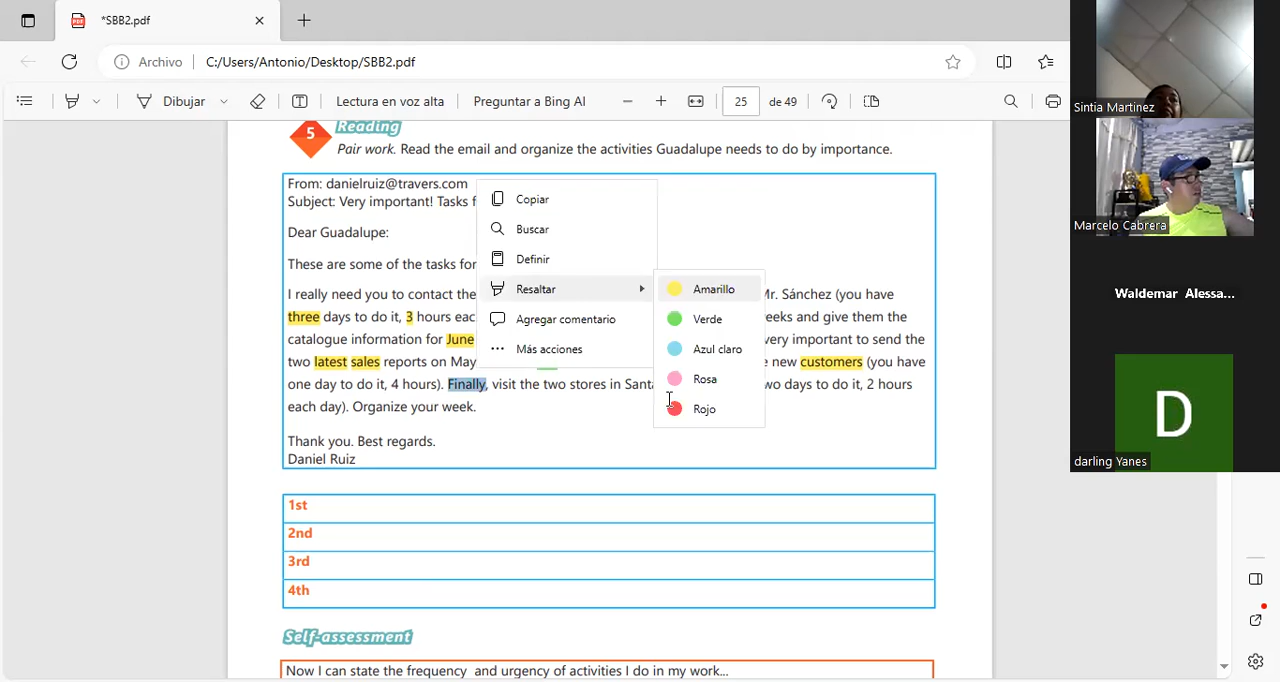 *SBB2.pdf
Archivo
C:/Users/Antonio/Desktop/SBB2.pdf
Dibujar
Lectura en voz alta
Preguntar a Bing AI
25
de 49
5
Reading
Pair work. Read the email and organize the activities Guadalupe needs to do by importance.
From: danielruiz@travers.com
Subject: Very important! Tasks f
Dear Guadalupe:
These are some of the tasks for
I really need you to contact the
Mr. Sánchez (you have
three days to do it, 3 hours eac
eeks and give them the
catalogue information for June
very important to send the
two latest sales reports on May
e new customers (you have
one day to do it, 4 hours). Finally, visit the two stores in Santa
wo days to do it, 2 hours
each day). Organize your week.
Thank you. Best regards.
Daniel Ruiz
Copiar
Buscar
Definir
Resaltar
Agregar comentario
Más acciones
Amarillo
Verde
Azul claro
Rosa
Rojo
1st
2nd
3rd
4th
Self-assessment
Now I can state the frequency and urgency of activities I do in my work...
Sintia Martinez
Marcelo Cabrera
Waldemar Alessa...
D
darling Yanes